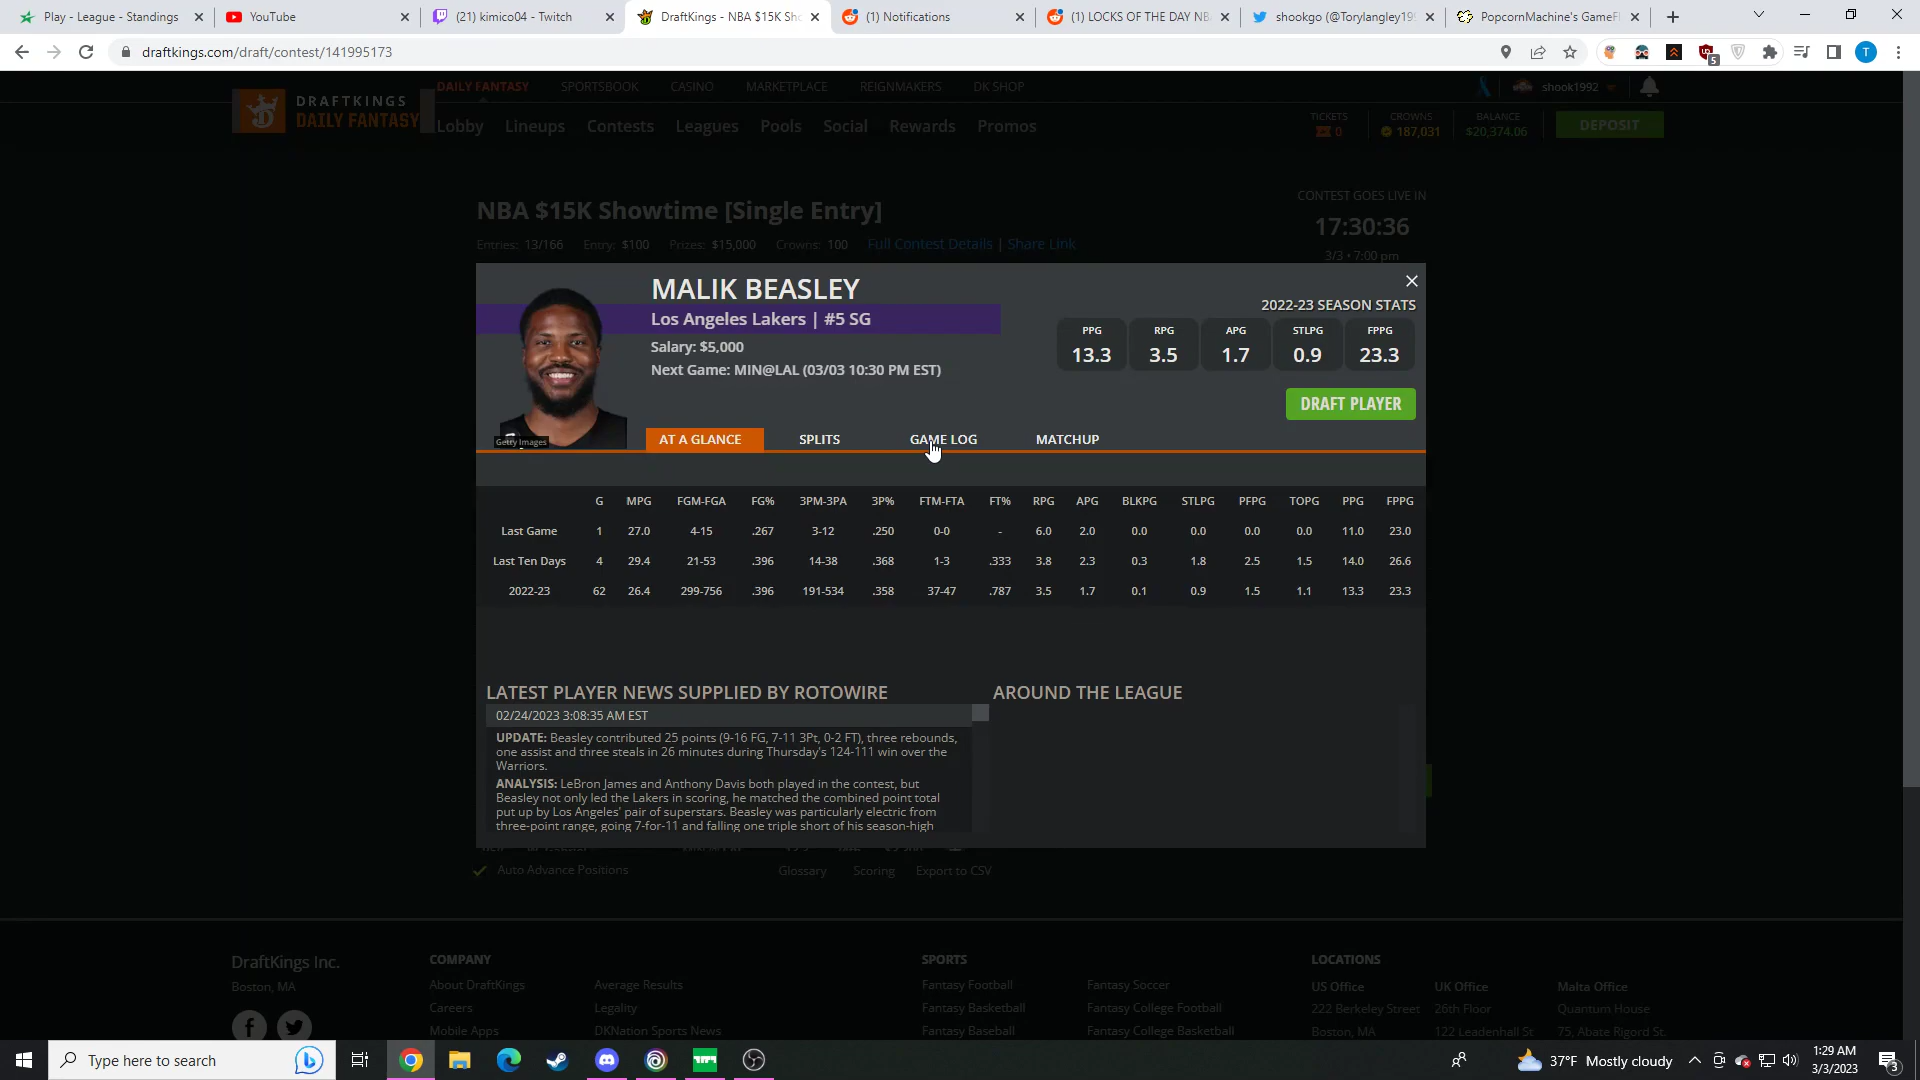 Play - League - Standings
YouTube
(21) kimico04 - Twitch
DraftKings - NBA $15K Sho
(1) Notifications
(1) LOCKS OF THE DAY NB
shookgo (@Torylangley199
PopcornMachine's GameFl
draftkings.com/draft/contest/141995173
5
T
DAILY FANTASY SPORTSBOOK CASINO MARKETPLACE REIGNMAKERS DK SHOP
shook1992
DRAFTKINGS
DAILY FANTASY
Lobby Lineups Contests Leagues Pools Social Rewards Promos
TICKETS CROWNS BALANCE
0 187,031 $20,374.06
DEPOSIT
NBA $15K Showtime [Single Entry]
CONTEST GOES LIVE IN
17:30:36
Entries: 13/166 Entry: $100 Prizes: $15,000 Crowns: 100 Full Contest Details | Share Link
3/3 • 7:00 pm
MALIK BEASLEY
Los Angeles Lakers | #5 SG
Salary: $5,000
Next Game: MIN@LAL (03/03 10:30 PM EST)
2022-23 SEASON STATS
PPG RPG APG STLPG FPPG
13.3 3.5 1.7 0.9 23.3
DRAFT PLAYER
Getty Images
AT A GLANCE SPLITS GAME LOG MATCHUP
G MPG FGM-FGA FG% 3PM-3PA 3P% FTM-FTA FT% RPG APG BLKPG STLPG PFPG TOPG PPG FPPG
Last Game 1 27.0 4-15 .267 3-12 .250 0-0 - 6.0 2.0 0.0 0.0 0.0 0.0 11.0 23.0
Last Ten Days 4 29.4 21-53 .396 14-38 .368 1-3 .333 3.8 2.3 0.3 1.8 2.5 1.5 14.0 26.6
2022-23 62 26.4 299-756 .396 191-534 .358 37-47 .787 3.5 1.7 0.1 0.9 1.5 1.1 13.3 23.3
LATEST PLAYER NEWS SUPPLIED BY ROTOWIRE
AROUND THE LEAGUE
02/24/2023 3:08:35 AM EST
UPDATE: Beasley contributed 25 points (9-16 FG, 7-11 3Pt, 0-2 FT), three rebounds,
one assist and three steals in 26 minutes during Thursday's 124-111 win over the
Warriors.
ANALYSIS: LeBron James and Anthony Davis both played in the contest, but
Beasley not only led the Lakers in scoring, he matched the combined point total
put up by Los Angeles' pair of superstars. Beasley was particularly electric from
three-point range, going 7-for-11 and falling one triple short of his season-high
Auto Advance Positions
Glossary Scoring Export to CSV
DraftKings Inc.
Boston, MA
COMPANY
About DraftKings Average Results
Careers Legality
Mobile Apps DKNation Sports News
SPORTS
Fantasy Football Fantasy Soccer
Fantasy Basketball Fantasy College Football
Fantasy Baseball Fantasy College Basketball
LOCATIONS
US Office UK Office Malta Office
222 Berkeley Street 26th Floor Quantum House
Boston, MA 122 Leadenhall St 75, Abate Rigord St.
Type here to search
37°F Mostly cloudy
1:29 AM
3/3/2023
3